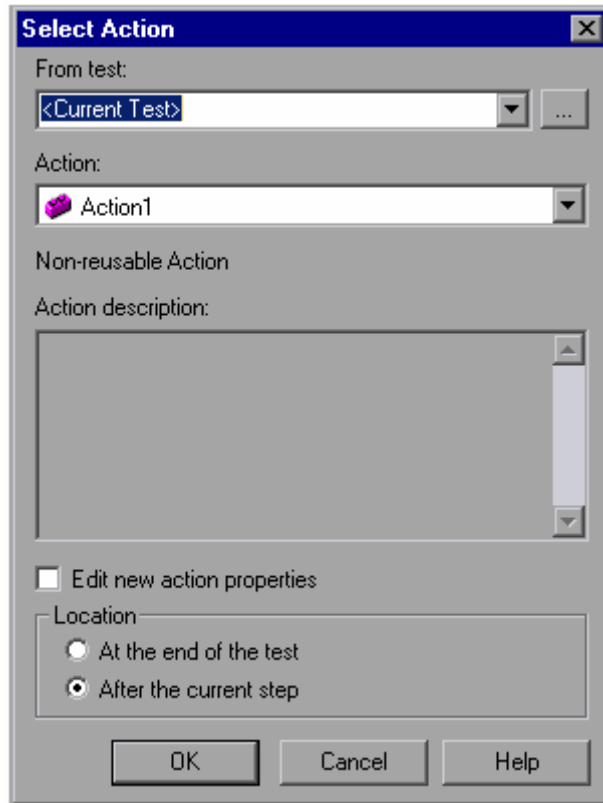 Select Action
From test:
<Current Test>
...
Action:
Action1
Non-reusable Action
Action description:
Edit new action properties
Location
At the end of the test
After the current step
OK Cancel Help